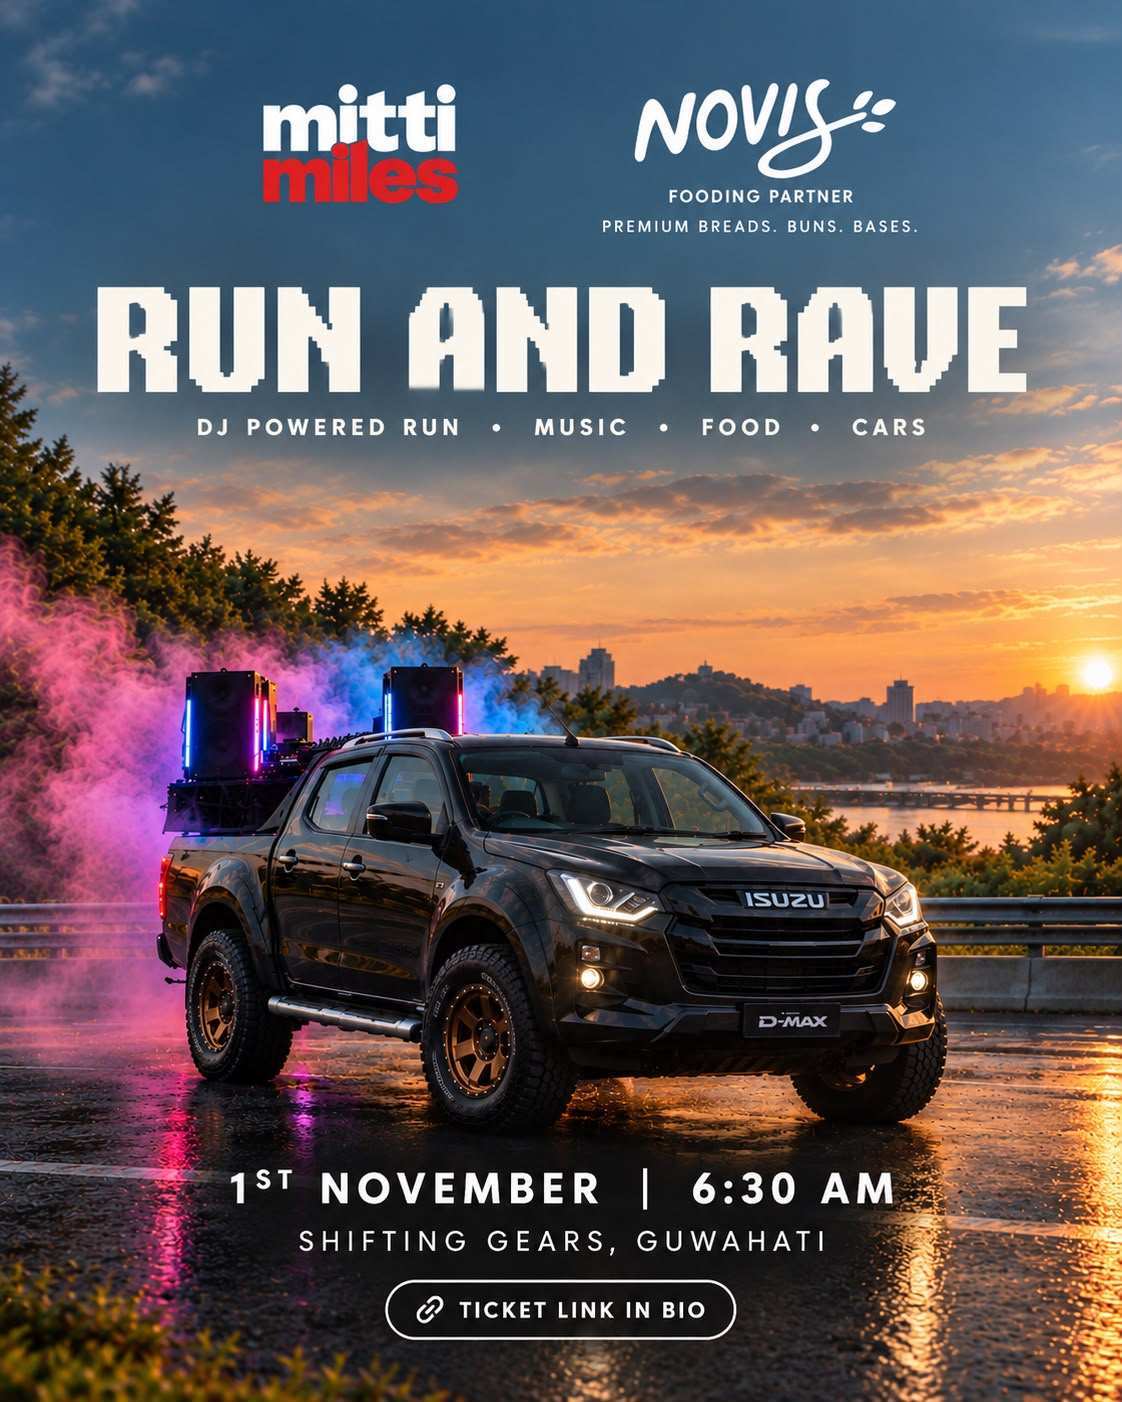 mitti
miles
NOVIS
FOODING PARTNER
PREMIUM BREADS. BUNS. BASES.
RUN AND RAVE
DJ POWERED RUN • MUSIC • FOOD • CARS
ISUZU
D-MAX
1ST NOVEMBER | 6:30 AM
SHIFTING GEARS, GUWAHATI
TICKET LINK IN BIO